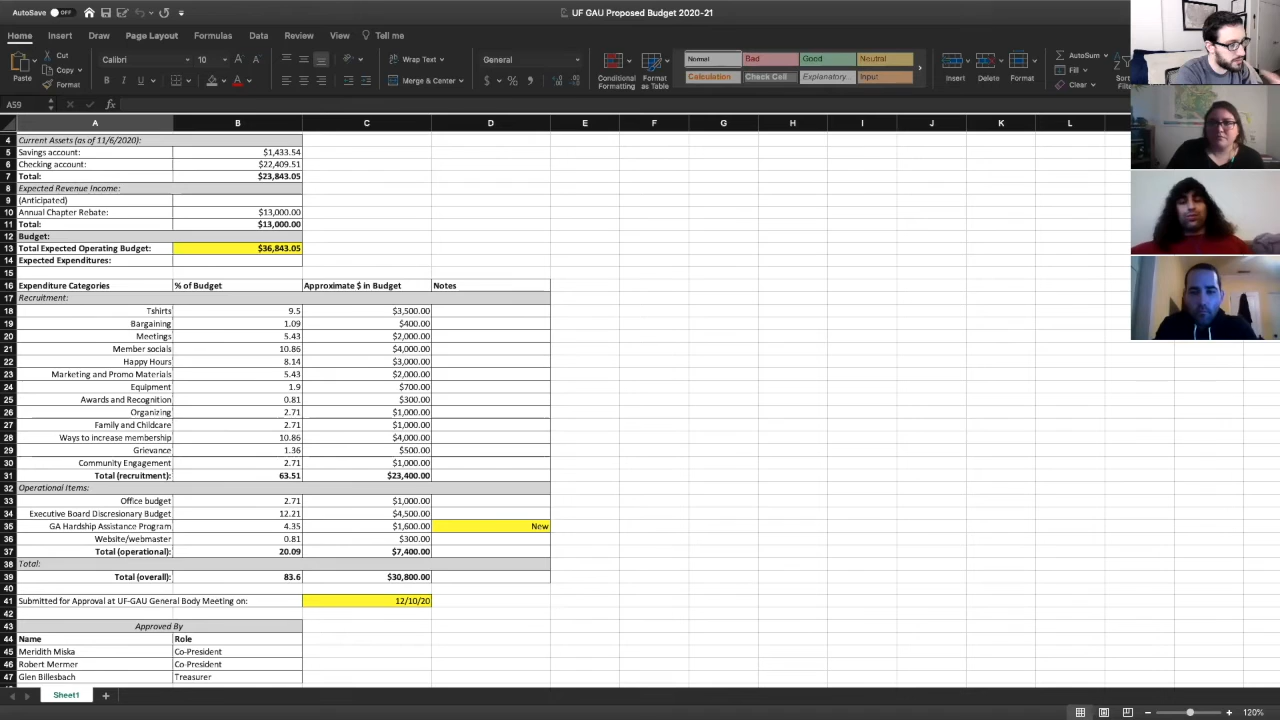 AutoSave OFF UF GAU Proposed Budget 2020-21
Home Insert Draw Page Layout Formulas Data Review View Tell me
Paste Cut Copy Format Calibri 10 B I U A Wrap Text Merge & Center General $ % Conditional Formatting Format as Table Normal Bad Good Neutral Calculation Check Cell Explanatory... Input Insert Delete Format AutoSum Fill Clear
A59 fx
A B C D E F G H I J K L
4 Current Assets (as of 11/6/2020):
5 Savings account: $1,433.54
6 Checking account: $22,409.51
7 Total: $23,843.05
8 Expected Revenue Income:
9 (Anticipated)
10 Annual Chapter Rebate: $13,000.00
11 Total: $13,000.00
12 Budget:
13 Total Expected Operating Budget: $36,843.05
14 Expected Expenditures:
15
16 Expenditure Categories % of Budget Approximate $ in Budget Notes
17 Recruitment:
18 Tshirts 9.5 $3,500.00
19 Bargaining 1.09 $400.00
20 Meetings 5.43 $2,000.00
21 Member socials 10.86 $4,000.00
22 Happy Hours 8.14 $3,000.00
23 Marketing and Promo Materials 5.43 $2,000.00
24 Equipment 1.9 $700.00
25 Awards and Recognition 0.81 $300.00
26 Organizing 2.71 $1,000.00
27 Family and Childcare 2.71 $1,000.00
28 Ways to increase membership 10.86 $4,000.00
29 Grievance 1.36 $500.00
30 Community Engagement 2.71 $1,000.00
31 Total (recruitment): 63.51 $23,400.00
32 Operational Items:
33 Office budget 2.71 $1,000.00
34 Executive Board Discresionary Budget 12.21 $4,500.00
35 GA Hardship Assistance Program 4.35 $1,600.00 New
36 Website/webmaster 0.81 $300.00
37 Total (operational) 20.09 $7,400.00
38 Total:
39 Total (overall): 83.6 $30,800.00
40
41 Submitted for Approval at UF-GAU General Body Meeting on: 12/10/20
42
43 Approved By
44 Name Role
45 Meridith Miska Co-President
46 Robert Mermer Co-President
47 Glen Billesbach Treasurer
Sheet1 +
120%